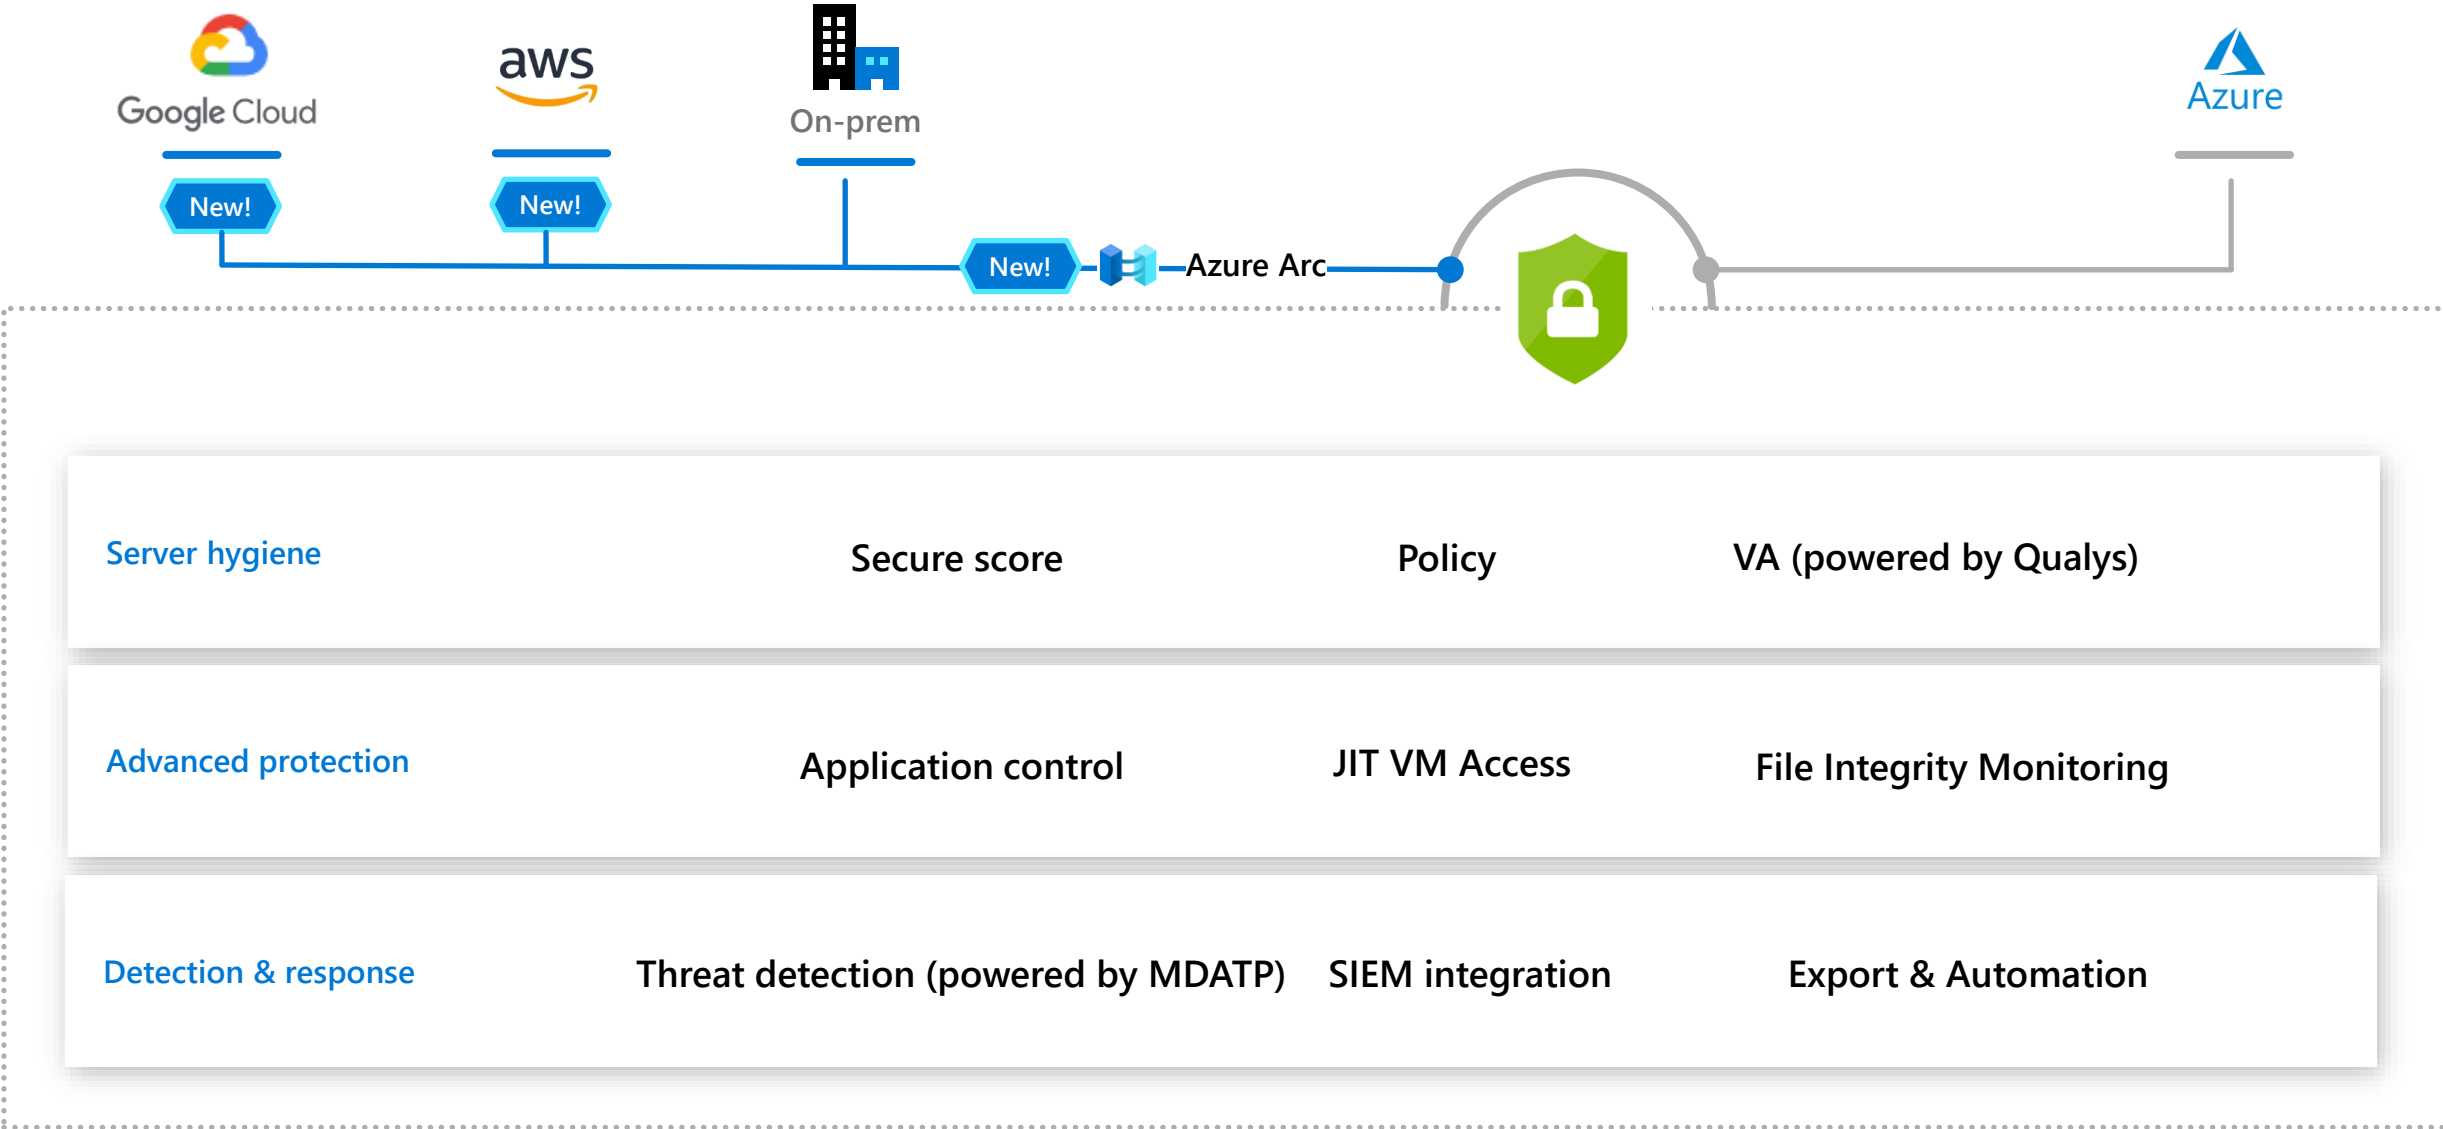 Google Cloud
aws
On-prem
Azure
New!
New!
New!
Azure Arc
Server hygiene
Secure score
Policy
VA (powered by Qualys)
Advanced protection
Application control
JIT VM Access
File Integrity Monitoring
Detection & response
Threat detection (powered by MDATP)
SIEM integration
Export & Automation